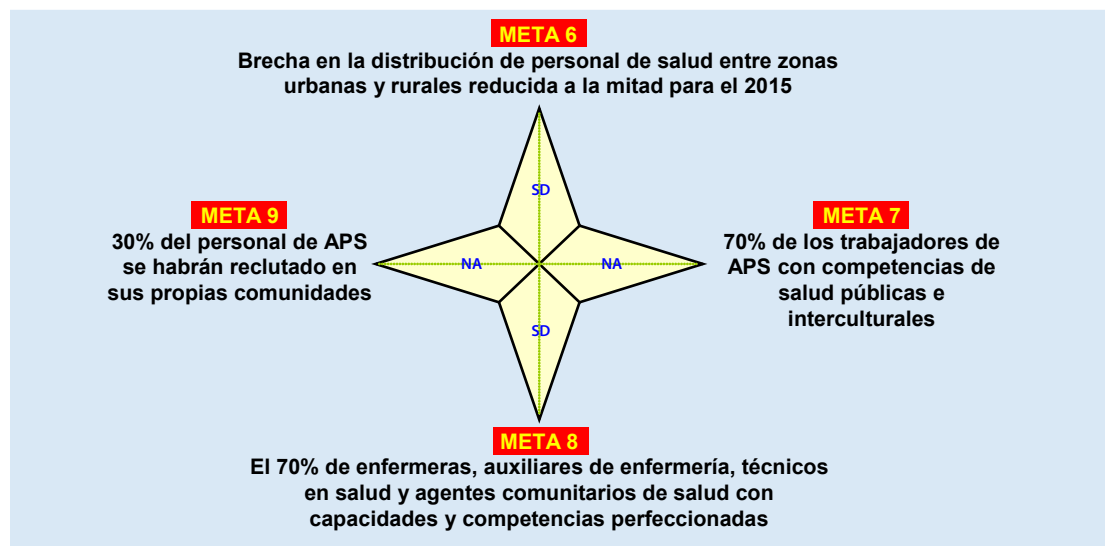 META 6
Brecha en la distribución de personal de salud entre zonas
urbanas y rurales reducida a la mitad para el 2015
SD
META 9
30% del personal de APS
se habrán reclutado en
sus propias comunidades
NA
NA
META 7
70% de los trabajadores de
APS con competencias de
salud públicas e
interculturales
SD
META 8
El 70% de enfermeras, auxiliares de enfermería, técnicos
en salud y agentes comunitarios de salud con
capacidades y competencias perfeccionadas